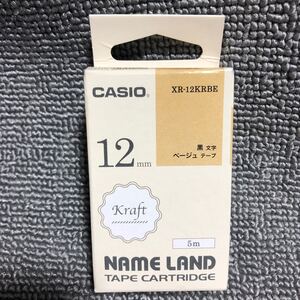 XR-12KRBE
CASIO
12mm
黒 文字
ベージュ テープ
Kraft
5m
NAME LAND
TAPE CARTRIDGE